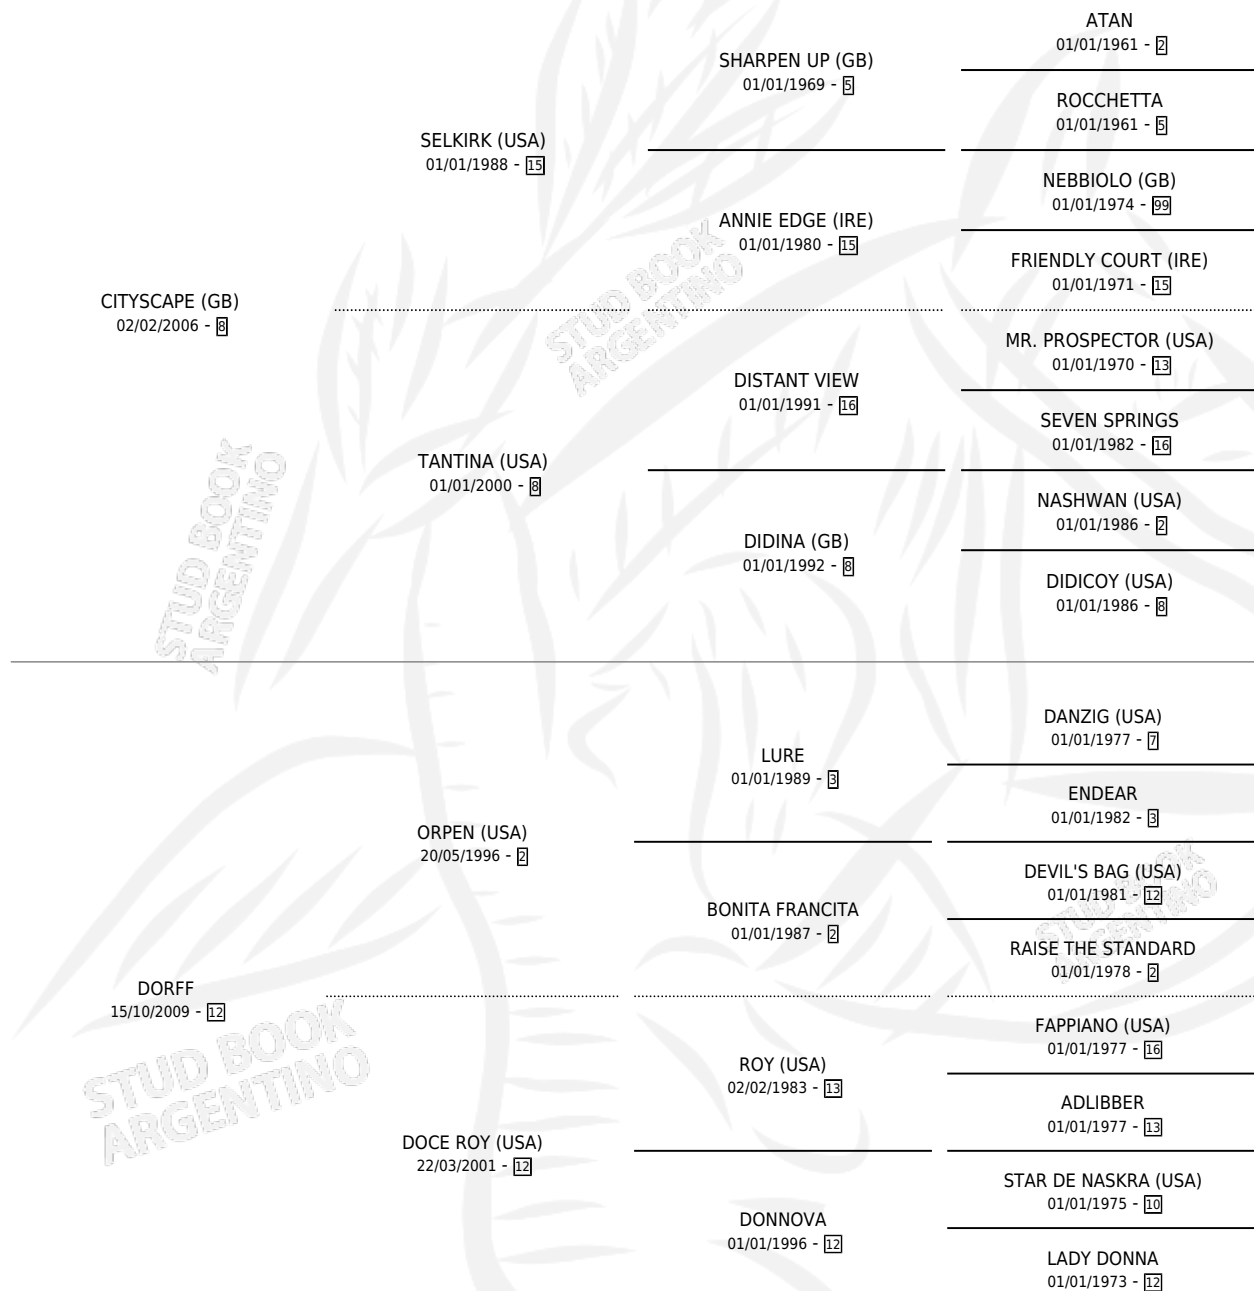 ATAN
01/01/1961 - 2
SHARPEN UP (GB)
01/01/1969 - 5
ROCCHETTA
01/01/1961 - 5
SELKIRK (USA)
01/01/1988 - 15
NEBBIOLO (GB)
01/01/1974 - 99
ANNIE EDGE (IRE)
01/01/1980 - 15
FRIENDLY COURT (IRE)
01/01/1971 - 15
CITYSCAPE (GB)
02/02/2006 - 8
STUD BOOK
ARGENTINO
MR. PROSPECTOR (USA)
01/01/1970 - 13
DISTANT VIEW
01/01/1991 - 16
SEVEN SPRINGS
01/01/1982 - 16
TANTINA (USA)
01/01/2000 - 8
NASHWAN (USA)
01/01/1986 - 2
DIDINA (GB)
01/01/1992 - 8
DIDICOY (USA)
01/01/1986 - 8
STUD BOOK
ARGENTINO
DANZIG (USA)
01/01/1977 - 7
LURE
01/01/1989 - 3
ENDEAR
01/01/1982 - 3
ORPEN (USA)
20/05/1996 - 2
DEVIL'S BAG (USA)
01/01/1981 - 12
BONITA FRANCITA
01/01/1987 - 2
RAISE THE STANDARD
01/01/1978 - 2
STUD BOOK
ARGENTINO
DORFF
15/10/2009 - 12
FAPPIANO (USA)
01/01/1977 - 16
ROY (USA)
02/02/1983 - 13
ADLIBBER
01/01/1977 - 13
STUD BOOK
ARGENTINO
DOCE ROY (USA)
22/03/2001 - 12
STAR DE NASKRA (USA)
01/01/1975 - 10
DONNOVA
01/01/1996 - 12
LADY DONNA
01/01/1973 - 12